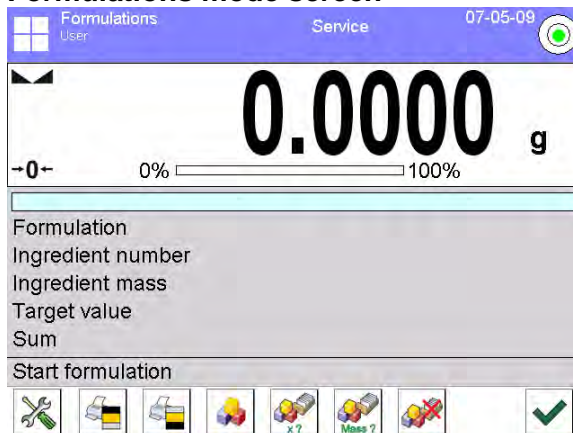 Formulations mode screen
Formulations
User
Service
07-05-09
0.0000 g
→0←
0%
100%
Formulation
Ingredient number
Ingredient mass
Target value
Sum
Start formulation
x ?
Mass ?